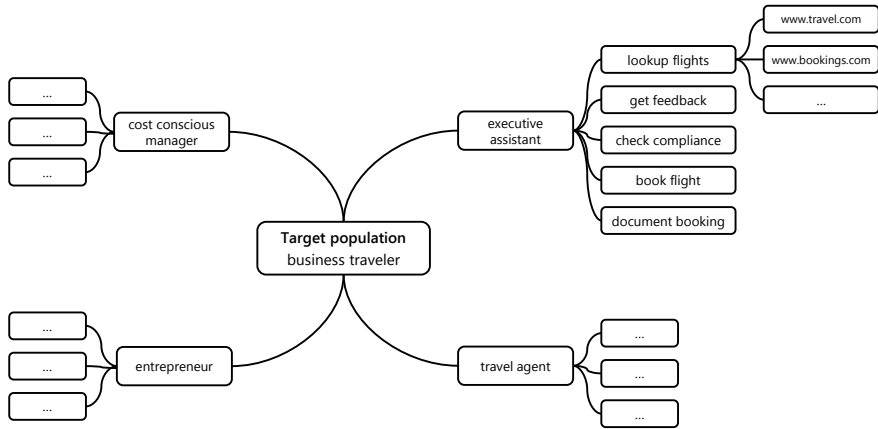 www.travel.com
lookup flights
www.bookings.com
...
...
get feedback
...
cost conscious
manager
executive
assistant
check compliance
...
book flight
document booking
Target population
business traveler
...
...
...
entrepreneur
travel agent
...
...
...